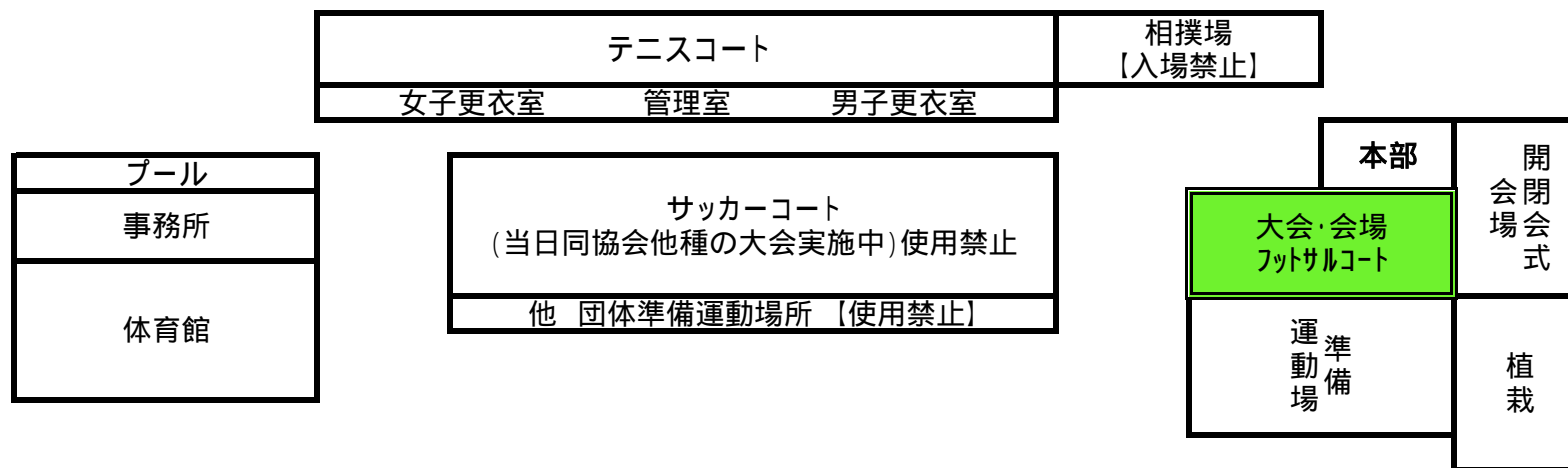 テニスコート
相撲場
【入場禁止】
女子更衣室 管理室 男子更衣室
プール
事務所
体育館
サッカーコート
(当日同協会他種の大会実施中)使用禁止
他 団体準備運動場所 【使用禁止】
本部
開閉会式
会場
大会・会場
フットサルコート
準備
運動場
植栽